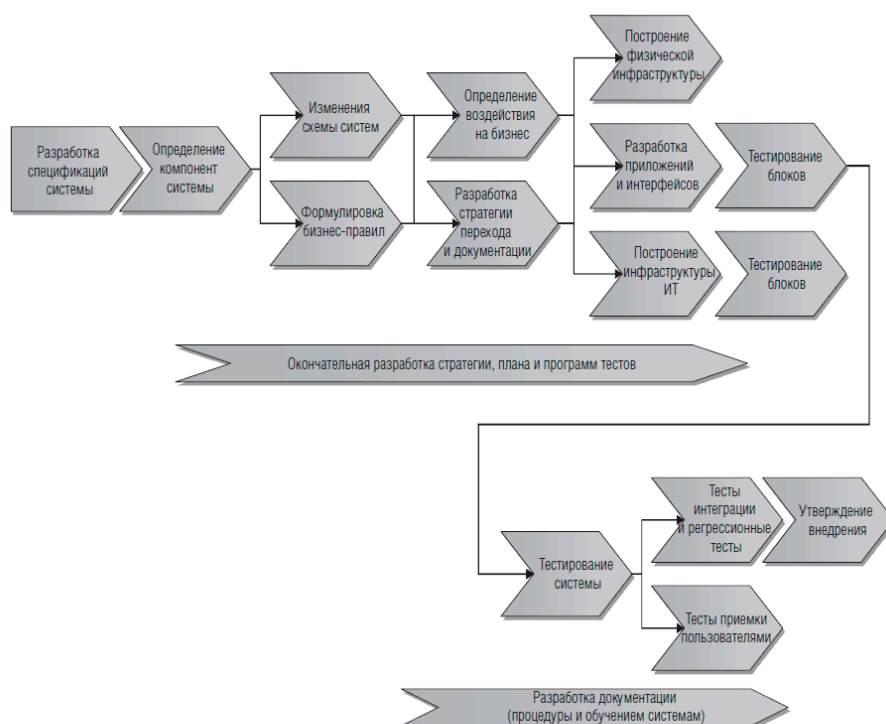 Построение
физической
инфраструктуры
Изменения
схемы систем
Определение
воздействия
на бизнес
Разработка
спецификаций
системы
Определение
компонент
системы
Разработка
приложений
и интерфейсов
Тестирование
блоков
Формулировка
бизнес-правил
Разработка
стратегии
перехода
и документации
Построение
инфраструктуры
ИТ
Тестирование
блоков
Окончательная разработка стратегии, плана и программ тестов
Тесты
интеграции
и регрессионные
тесты
Утверждение
внедрения
Тестирование
системы
Тесты приемки
пользователями
Разработка документации
(процедуры и обучением системам)